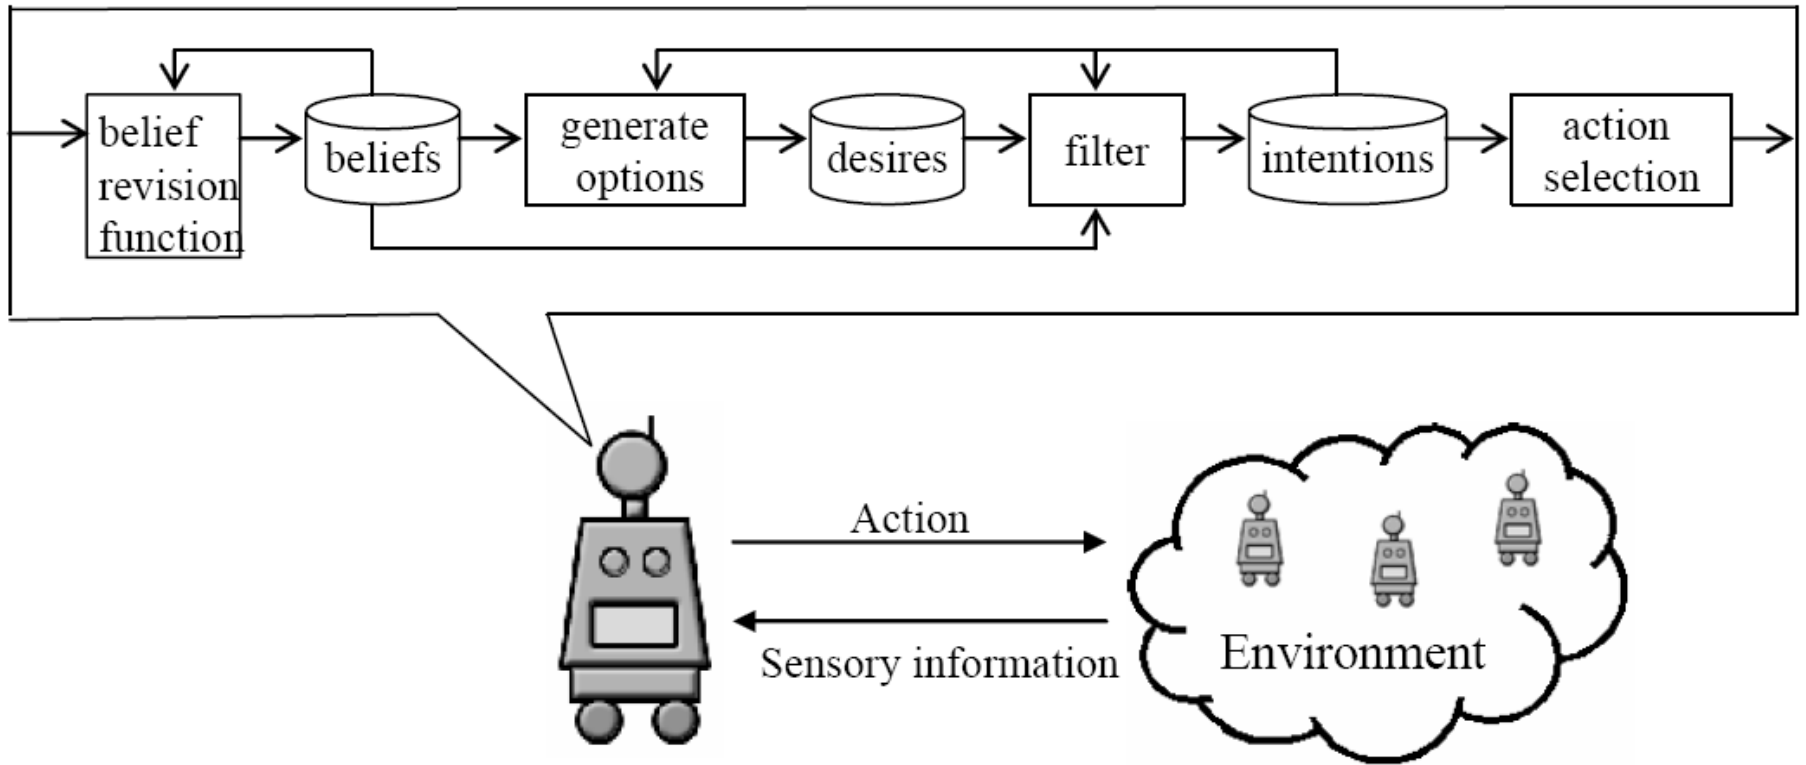 belief
revision
function
beliefs
generate
options
desires
filter
intentions
action
selection
Action
Sensory information
Environment